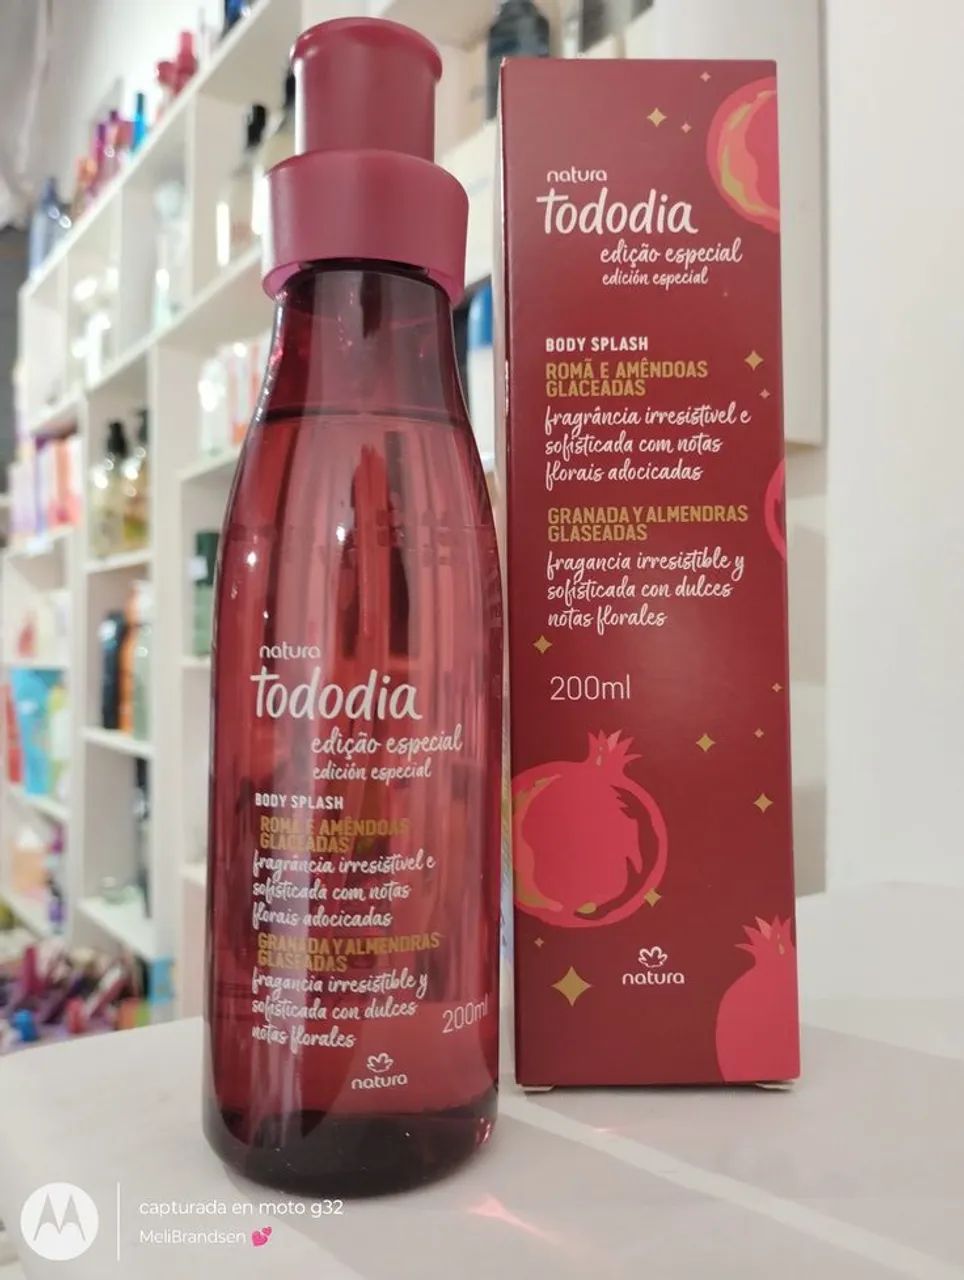 natura
tododia
edição especial
edición especial
BODY SPLASH
ROMÃ E AMÊNDOAS
GLACEADAS
fragrância irresistível e
sofisticada com notas
florais adocicadas
GRANADA Y ALMENDRAS
GLASEADAS
fragancia irresistible y
sofisticada con dulces
notas florales
200ml
natura
natura
tododia
edição especial
edición especial
BODY SPLASH
ROMÃ E AMÊNDOAS
GLACEADAS
fragrância irresistível e
sofisticada com notas
florais adocicadas
GRANADA Y ALMENDRAS
GLASEADAS
fragancia irresistible y
sofisticada con dulces
notas florales
200ml
natura
capturada en moto g32
MeliBrandsen 💕